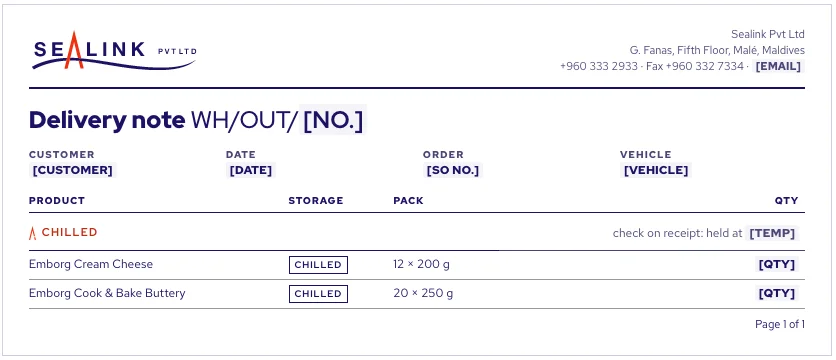 SEALINK PVT LTD
Sealink Pvt Ltd
G. Fanas, Fifth Floor, Malé, Maldives
+960 333 2933 · Fax +960 332 7334 · [EMAIL]
Delivery note WH/OUT/ [NO.]
CUSTOMER DATE ORDER VEHICLE
[CUSTOMER] [DATE] [SO NO.] [VEHICLE]
PRODUCT STORAGE PACK QTY
CHILLED check on receipt: held at [TEMP]
Emborg Cream Cheese CHILLED 12 × 200 g [QTY]
Emborg Cook & Bake Buttery CHILLED 20 × 250 g [QTY]
Page 1 of 1